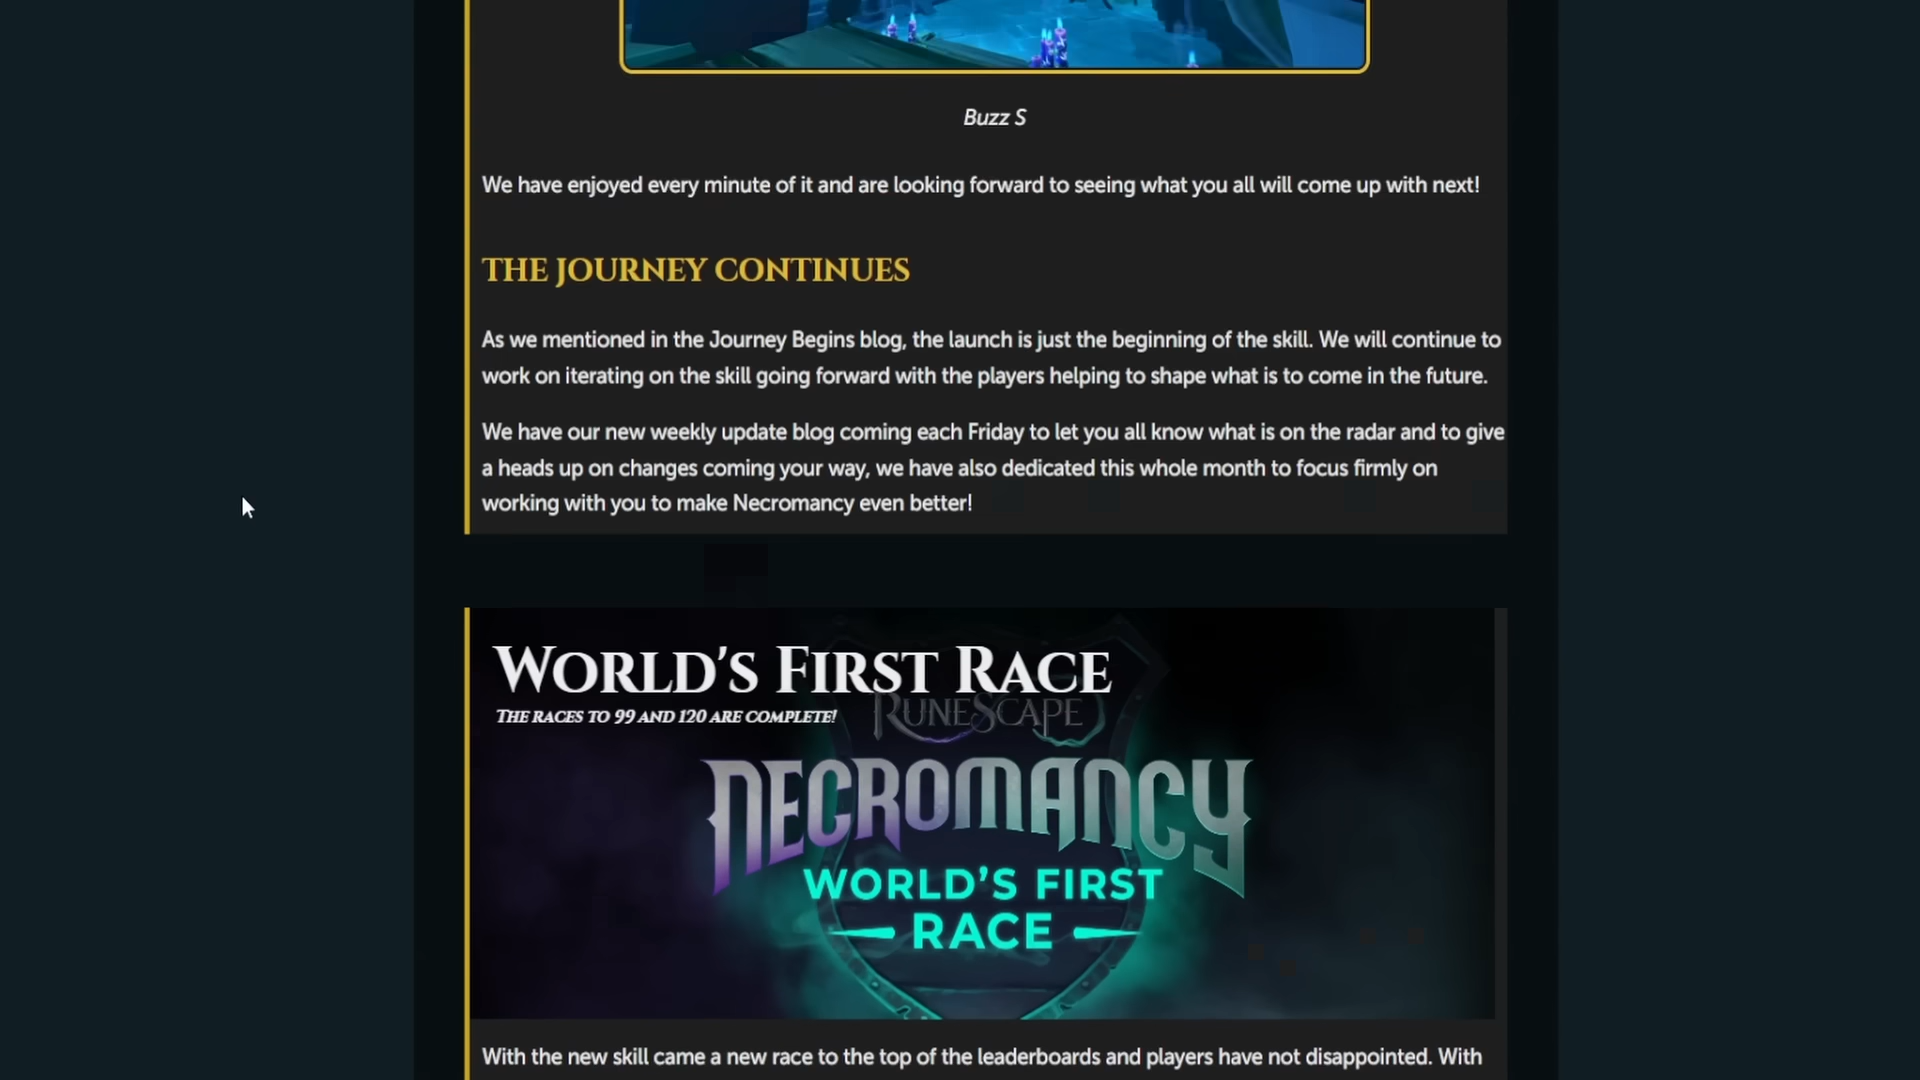 Buzz S
We have enjoyed every minute of it and are looking forward to seeing what you all will come up with next!
THE JOURNEY CONTINUES
As we mentioned in the Journey Begins blog, the launch is just the beginning of the skill. We will continue to
work on iterating on the skill going forward with the players helping to shape what is to come in the future.
We have our new weekly update blog coming each Friday to let you all know what is on the radar and to give
a heads up on changes coming your way, we have also dedicated this whole month to focus firmly on
working with you to make Necromancy even better!
WORLD'S FIRST RACE
THE RACES TO 99 AND 120 ARE COMPLETE!
RUNESCAPE
NECROMANCY
WORLD'S FIRST
RACE
With the new skill came a new race to the top of the leaderboards and players have not disappointed. With